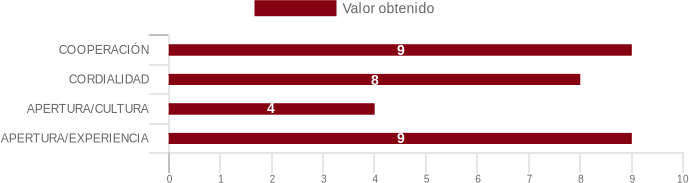 Valor obtenido
COOPERACIÓN 9
CORDIALIDAD 8
APERTURA/CULTURA 4
APERTURA/EXPERIENCIA 9
0 1 2 3 4 5 6 7 8 9 10